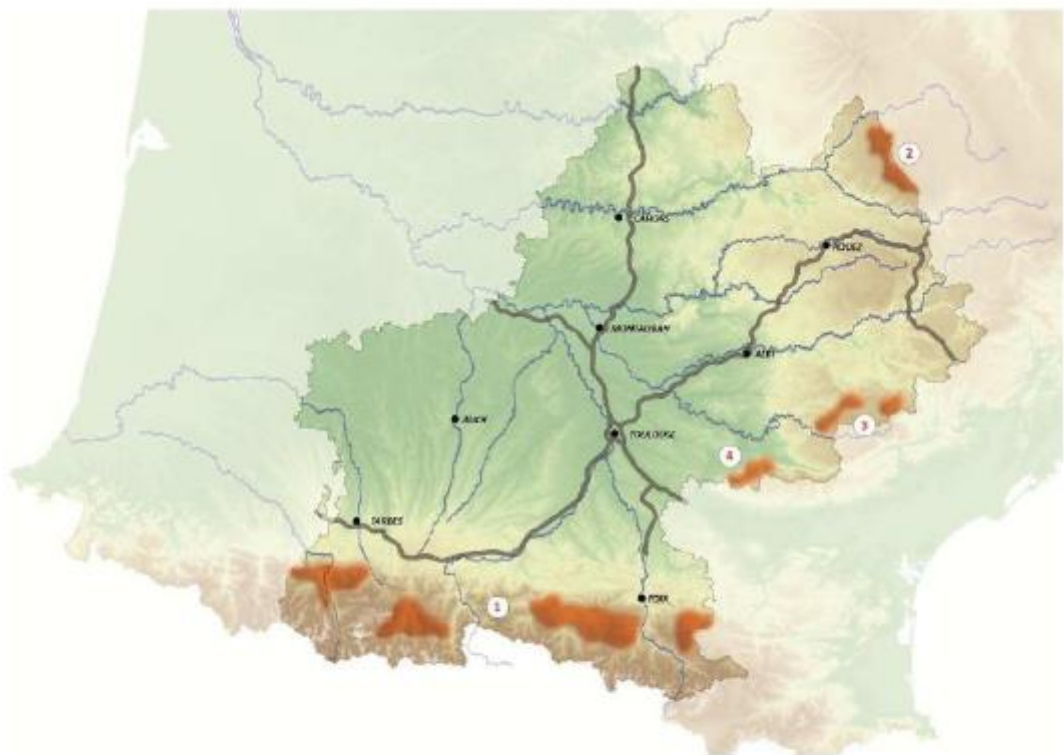 2
CAHORS
RODEZ
MONTAUBAN
ALBI
AUCH
3
TOULOUSE
4
TARBES
FOIX
1